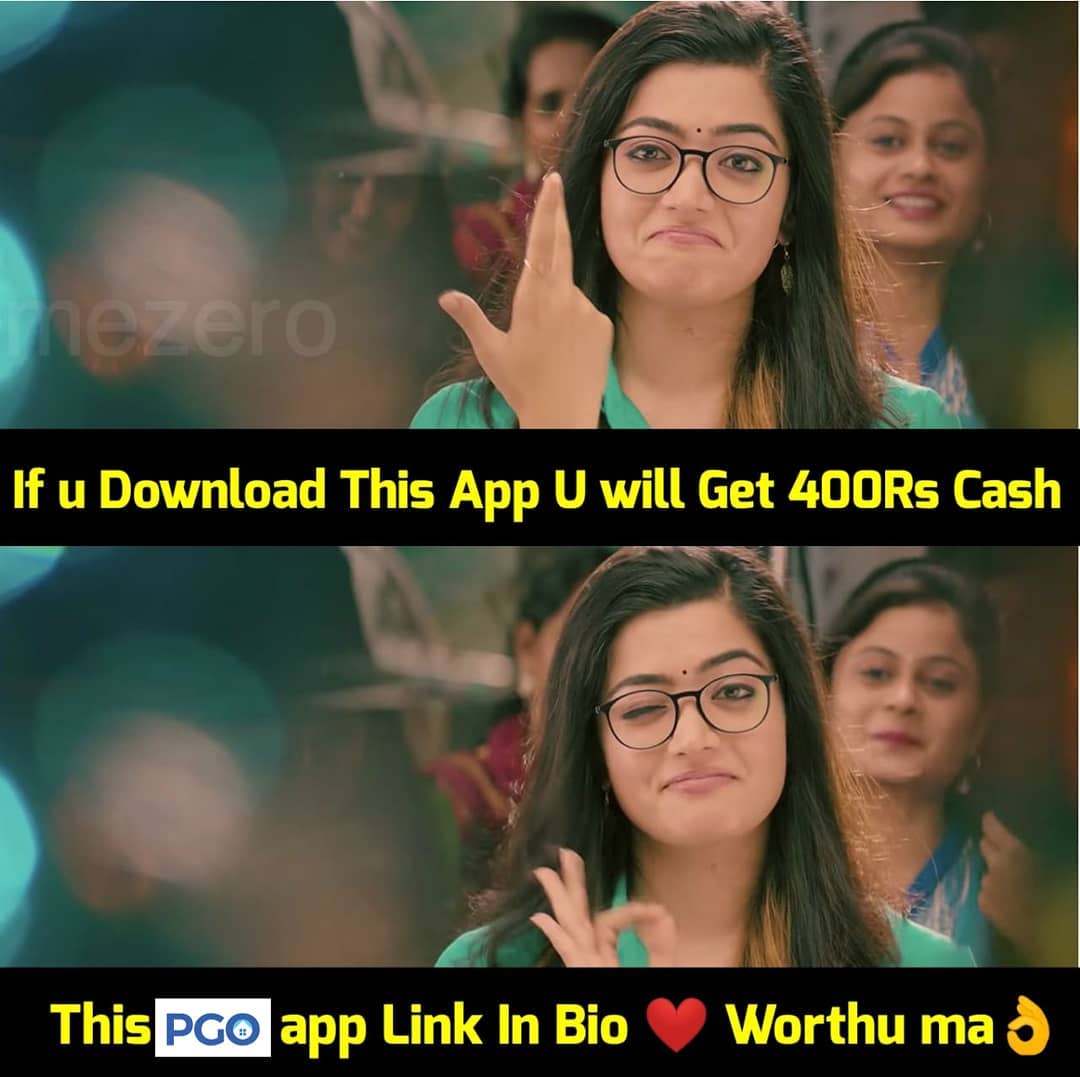 mezero
If u Download This App U will Get 400Rs Cash
This PGO app Link In Bio ❤️ Worthu ma👌